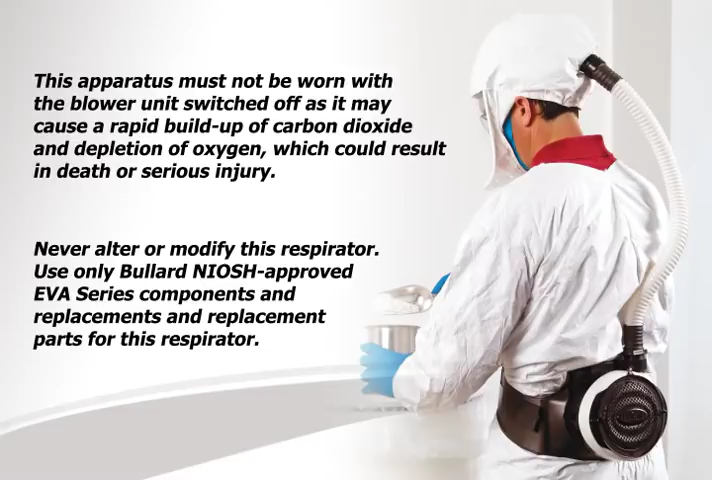 This apparatus must not be worn with
the blower unit switched off as it may
cause a rapid build-up of carbon dioxide
and depletion of oxygen, which could result
in death or serious injury.
Never alter or modify this respirator.
Use only Bullard NIOSH-approved
EVA Series components and
replacements and replacement
parts for this respirator.